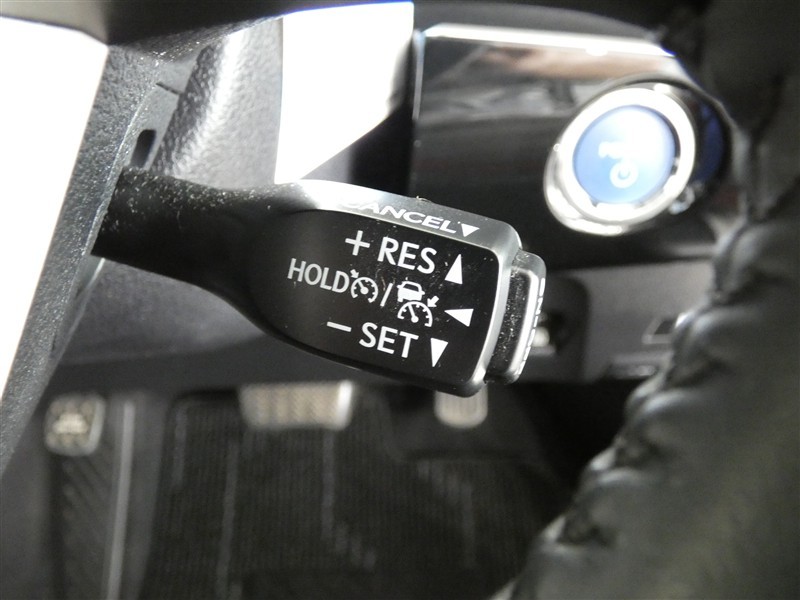 CANCEL▼
+ RES ▲
HOLD / ◀
− SET ▼